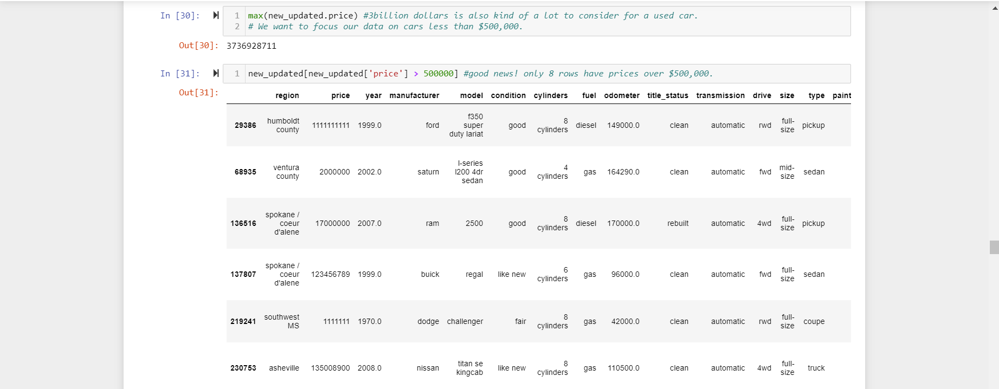 In [30]:
1 max(new_updated.price) #3billion dollars is also kind of a lot to consider for a used car.
2 # We want to focus our data on cars less than $500,000.
Out[30]: 3736928711
In [31]:
1 new_updated[new_updated['price'] > 500000] #good news! only 8 rows have prices over $500,000.
Out[31]:
region price year manufacturer model condition cylinders fuel odometer title_status transmission drive size type paint
29386 humboldt county 1111111111 1999.0 ford f350 super duty lariat good 8 cylinders diesel 149000.0 clean automatic rwd full-size pickup
68935 ventura county 2000000 2002.0 saturn l-series l200 4dr sedan good 4 cylinders gas 164290.0 clean automatic fwd mid-size sedan
136516 spokane / coeur d'alene 17000000 2007.0 ram 2500 good 8 cylinders diesel 170000.0 rebuilt automatic 4wd full-size pickup
137807 spokane / coeur d'alene 123456789 1999.0 buick regal like new 6 cylinders gas 96000.0 clean automatic fwd full-size sedan
219241 southwest MS 1111111 1970.0 dodge challenger fair 8 cylinders gas 42000.0 clean automatic rwd full-size coupe
230753 asheville 135008900 2008.0 nissan titan se kingcab like new 8 cylinders gas 110500.0 clean automatic 4wd full-size truck